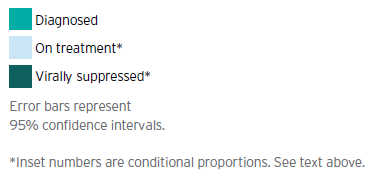 Diagnosed
On treatment*
Virally suppressed*
Error bars represent
95% confidence intervals.
*Inset numbers are conditional proportions. See text above.